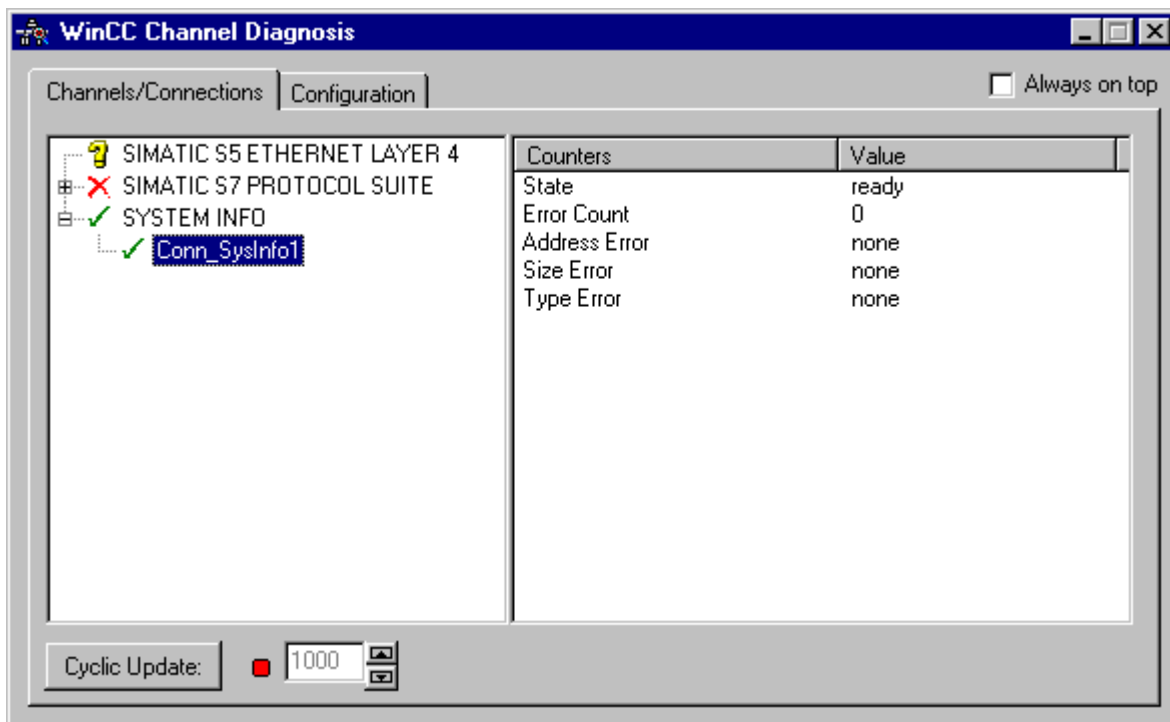 WinCC Channel Diagnosis
Channels/Connections Configuration Always on top
SIMATIC S5 ETHERNET LAYER 4
SIMATIC S7 PROTOCOL SUITE
SYSTEM INFO
Conn_SysInfo1
Counters Value
State ready
Error Count 0
Address Error none
Size Error none
Type Error none
Cyclic Update: 1000